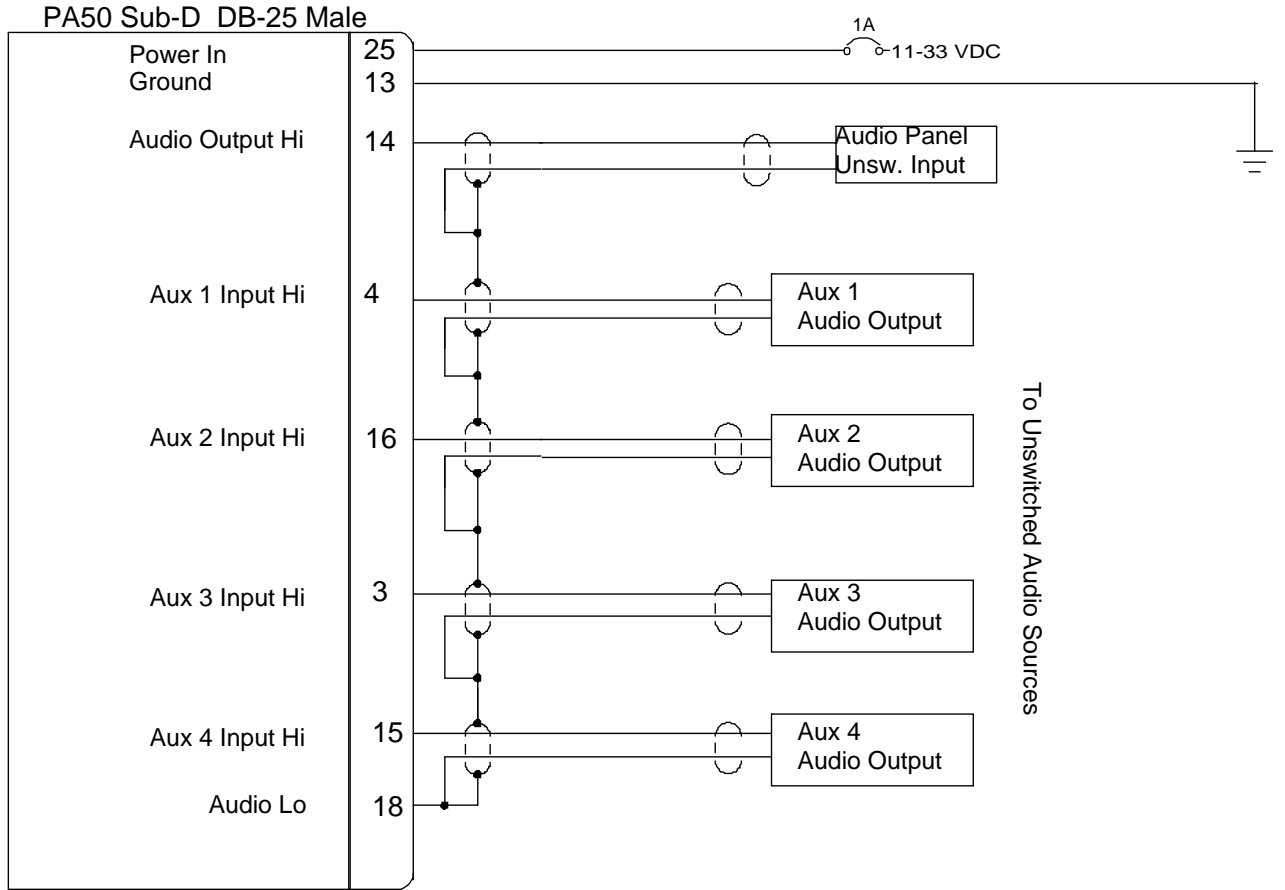 PA50 Sub-D DB-25 Male
1A
Power In 25 11-33 VDC
Ground 13
Audio Output Hi 14 Audio Panel
Unsw. Input
Aux 1 Input Hi 4 Aux 1
Audio Output
Aux 2 Input Hi 16 Aux 2
Audio Output
Aux 3 Input Hi 3 Aux 3
Audio Output
Aux 4 Input Hi 15 Aux 4
Audio Output
Audio Lo 18
To Unswitched Audio Sources